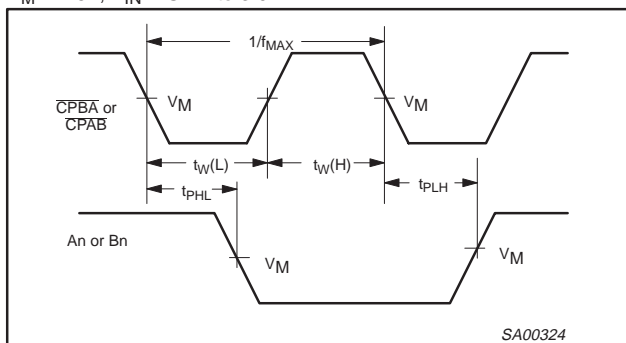 1/fMAX
CPBA or
CPAB
VM
VM
tW(L)
tW(H)
tPHL
tPLH
An or Bn
VM
VM
SA00324